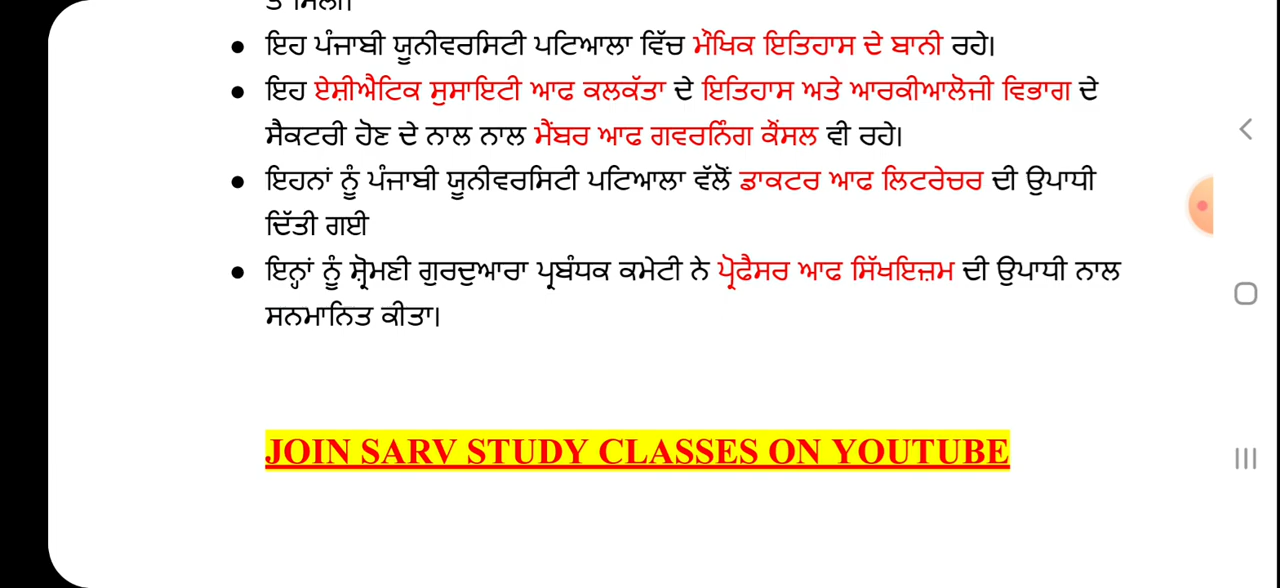 ਇਹ ਪੰਜਾਬੀ ਯੂਨੀਵਰਸਿਟੀ ਪਟਿਆਲਾ ਵਿੱਚ ਮੌਖਿਕ ਇਤਿਹਾਸ ਦੇ ਬਾਨੀ ਰਹੇ।
ਇਹ ਏਸ਼ੀਐਟਿਕ ਸੁਸਾਇਟੀ ਆਫ ਕਲਕੱਤਾ ਦੇ ਇਤਿਹਾਸ ਅਤੇ ਆਰਕੀਆਲੋਜੀ ਵਿਭਾਗ ਦੇ
ਸੈਕਟਰੀ ਹੋਣ ਦੇ ਨਾਲ ਨਾਲ ਮੈਂਬਰ ਆਫ ਗਵਰਨਿੰਗ ਕੌਂਸਲ ਵੀ ਰਹੇ।
ਇਹਨਾਂ ਨੂੰ ਪੰਜਾਬੀ ਯੂਨੀਵਰਸਿਟੀ ਪਟਿਆਲਾ ਵੱਲੋਂ ਡਾਕਟਰ ਆਫ ਲਿਟਰੇਚਰ ਦੀ ਉਪਾਧੀ
ਦਿੱਤੀ ਗਈ
ਇਨ੍ਹਾਂ ਨੂੰ ਸ਼੍ਰੋਮਣੀ ਗੁਰਦੁਆਰਾ ਪ੍ਰਬੰਧਕ ਕਮੇਟੀ ਨੇ ਪ੍ਰੋਫੈਸਰ ਆਫ ਸਿੱਖਇਜ਼ਮ ਦੀ ਉਪਾਧੀ ਨਾਲ
ਸਨਮਾਨਿਤ ਕੀਤਾ।
JOIN SARV STUDY CLASSES ON YOUTUBE